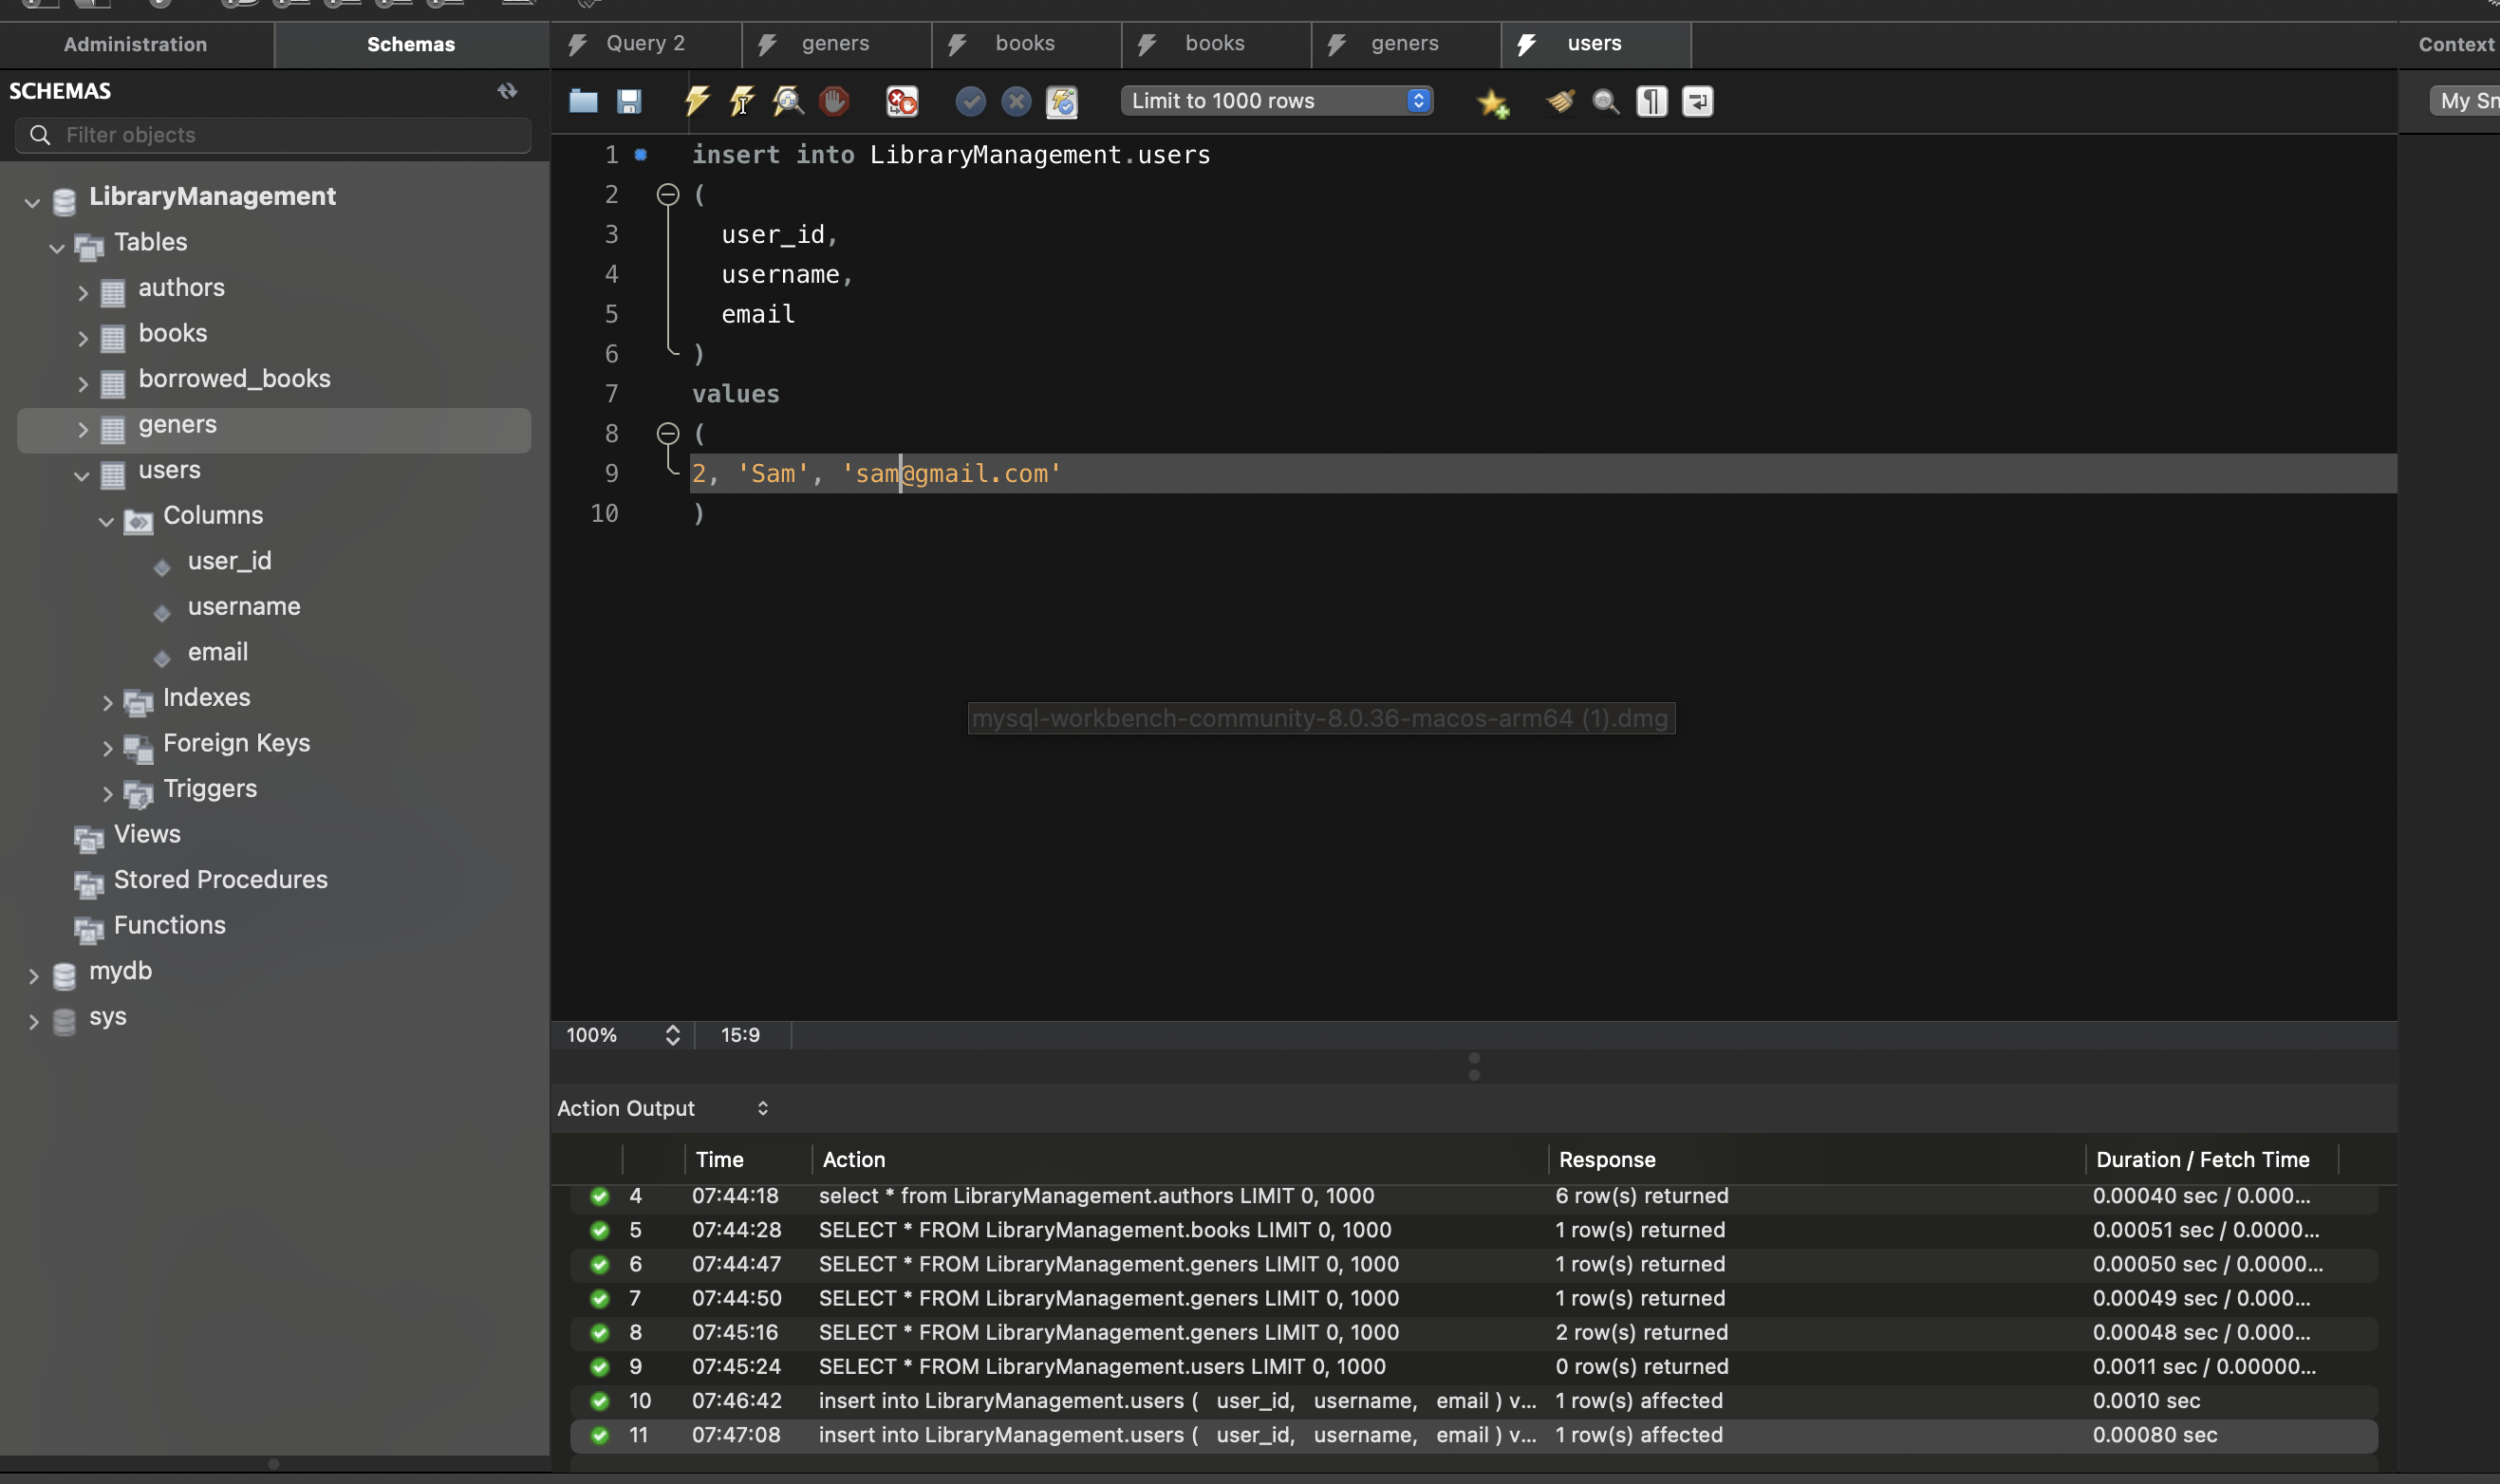 Administration
Schemas
Query 2
geners
books
books
geners
users
Context
SCHEMAS
Filter objects
Limit to 1000 rows
My Sn
LibraryManagement
Tables
authors
books
borrowed_books
geners
users
Columns
user_id
username
email
Indexes
Foreign Keys
Triggers
Views
Stored Procedures
Functions
mydb
sys
1 insert into LibraryManagement.users
2 (
3 user_id,
4 username,
5 email
6 )
7 values
8 (
9 2, 'Sam', 'sam@gmail.com'
10 )
mysql-workbench-community-8.0.36-macos-arm64 (1).dmg
100% 15:9
Action Output
Time Action Response Duration / Fetch Time
4 07:44:18 select * from LibraryManagement.authors LIMIT 0, 1000 6 row(s) returned 0.00040 sec / 0.000...
5 07:44:28 SELECT * FROM LibraryManagement.books LIMIT 0, 1000 1 row(s) returned 0.00051 sec / 0.0000...
6 07:44:47 SELECT * FROM LibraryManagement.geners LIMIT 0, 1000 1 row(s) returned 0.00050 sec / 0.0000...
7 07:44:50 SELECT * FROM LibraryManagement.geners LIMIT 0, 1000 1 row(s) returned 0.00049 sec / 0.000...
8 07:45:16 SELECT * FROM LibraryManagement.geners LIMIT 0, 1000 2 row(s) returned 0.00048 sec / 0.000...
9 07:45:24 SELECT * FROM LibraryManagement.users LIMIT 0, 1000 0 row(s) returned 0.0011 sec / 0.00000...
10 07:46:42 insert into LibraryManagement.users ( user_id, username, email ) v... 1 row(s) affected 0.0010 sec
11 07:47:08 insert into LibraryManagement.users ( user_id, username, email ) v... 1 row(s) affected 0.00080 sec